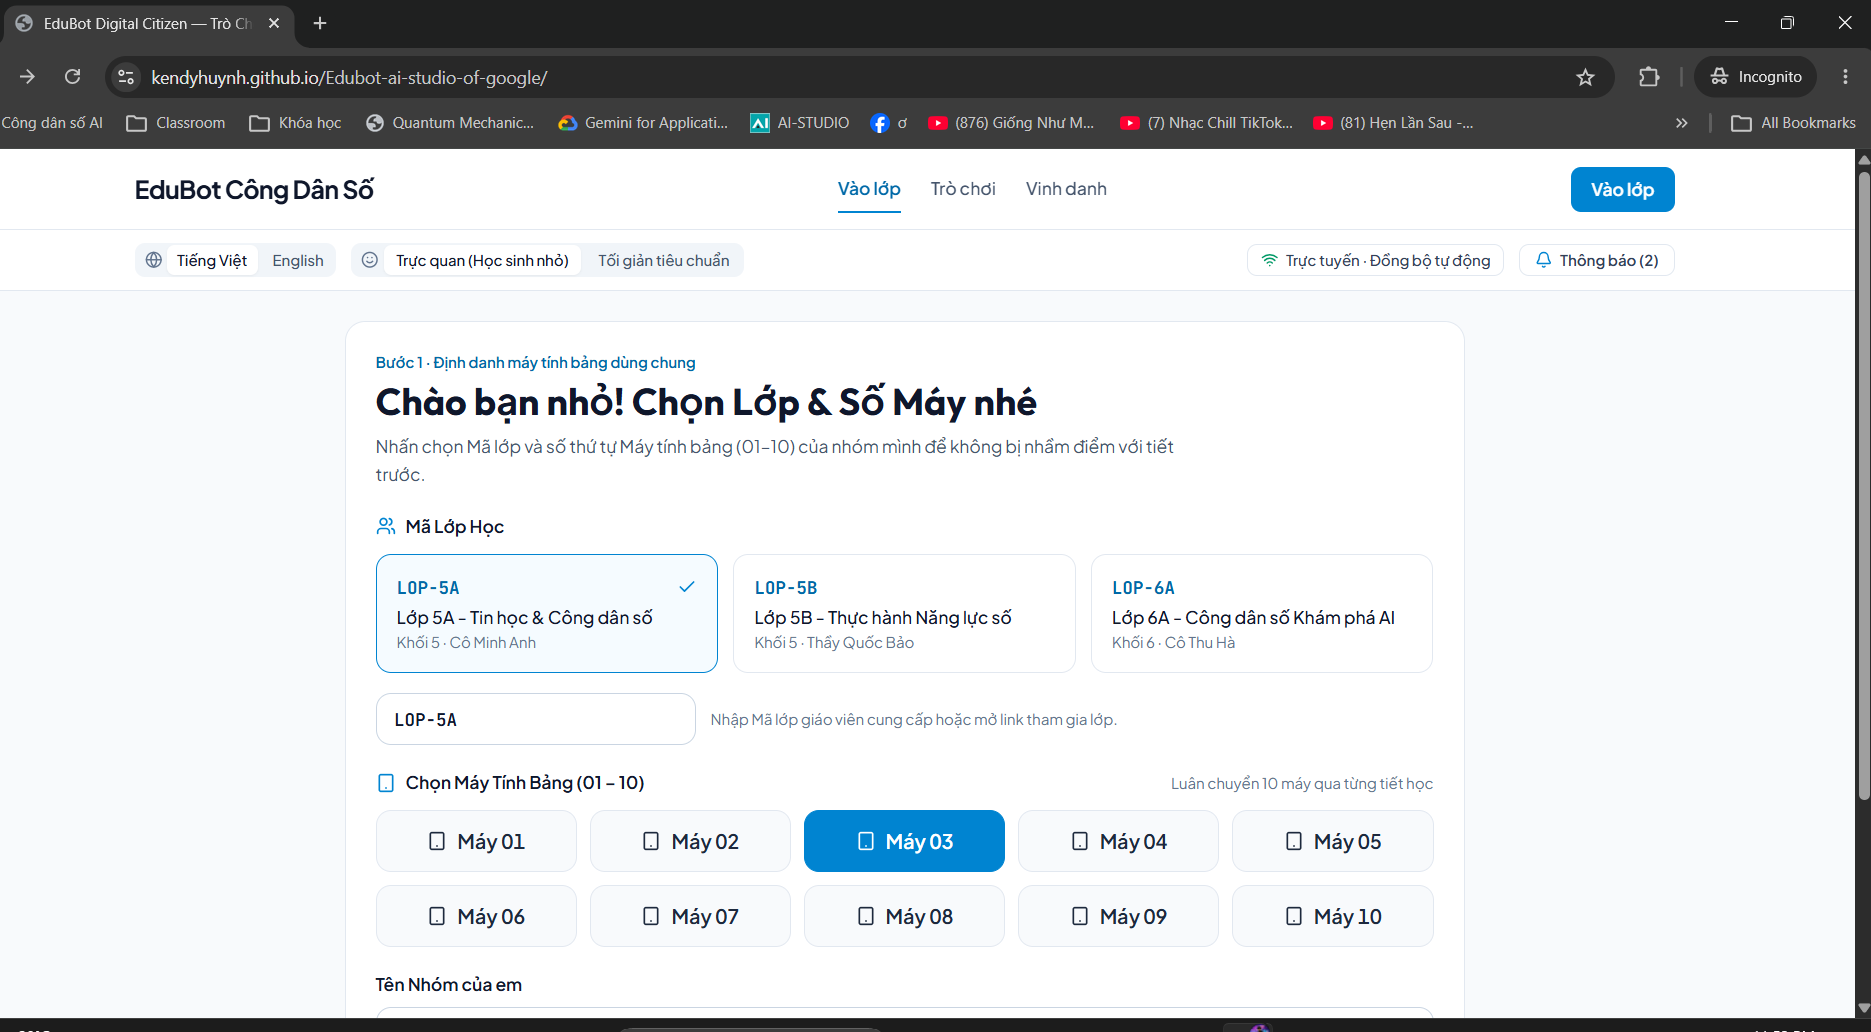 EduBot Digital Citizen — Trò Ch
kendyhuynh.github.io/Edubot-ai-studio-of-google/
Incognito
Công dân số AI
Classroom
Khóa học
Quantum Mechanic...
Gemini for Applicati...
AI-STUDIO
ơ
(876) Giống Như M...
(7) Nhạc Chill TikTok...
(81) Hẹn Lần Sau -...
All Bookmarks
EduBot Công Dân Số
Vào lớp
Trò chơi
Vinh danh
Vào lớp
Tiếng Việt
English
Trực quan (Học sinh nhỏ)
Tối giản tiêu chuẩn
Trực tuyến · Đồng bộ tự động
Thông báo (2)
Bước 1 · Định danh máy tính bảng dùng chung
Chào bạn nhỏ! Chọn Lớp & Số Máy nhé
Nhấn chọn Mã lớp và số thứ tự Máy tính bảng (01–10) của nhóm mình để không bị nhầm điểm với tiết
trước.
Mã Lớp Học
LOP-5A
Lớp 5A - Tin học & Công dân số
Khối 5 · Cô Minh Anh
LOP-5B
Lớp 5B - Thực hành Năng lực số
Khối 5 · Thầy Quốc Bảo
LOP-6A
Lớp 6A - Công dân số Khám phá AI
Khối 6 · Cô Thu Hà
LOP-5A
Nhập Mã lớp giáo viên cung cấp hoặc mở link tham gia lớp.
Chọn Máy Tính Bảng (01 – 10)
Luân chuyển 10 máy qua từng tiết học
Máy 01
Máy 02
Máy 03
Máy 04
Máy 05
Máy 06
Máy 07
Máy 08
Máy 09
Máy 10
Tên Nhóm của em